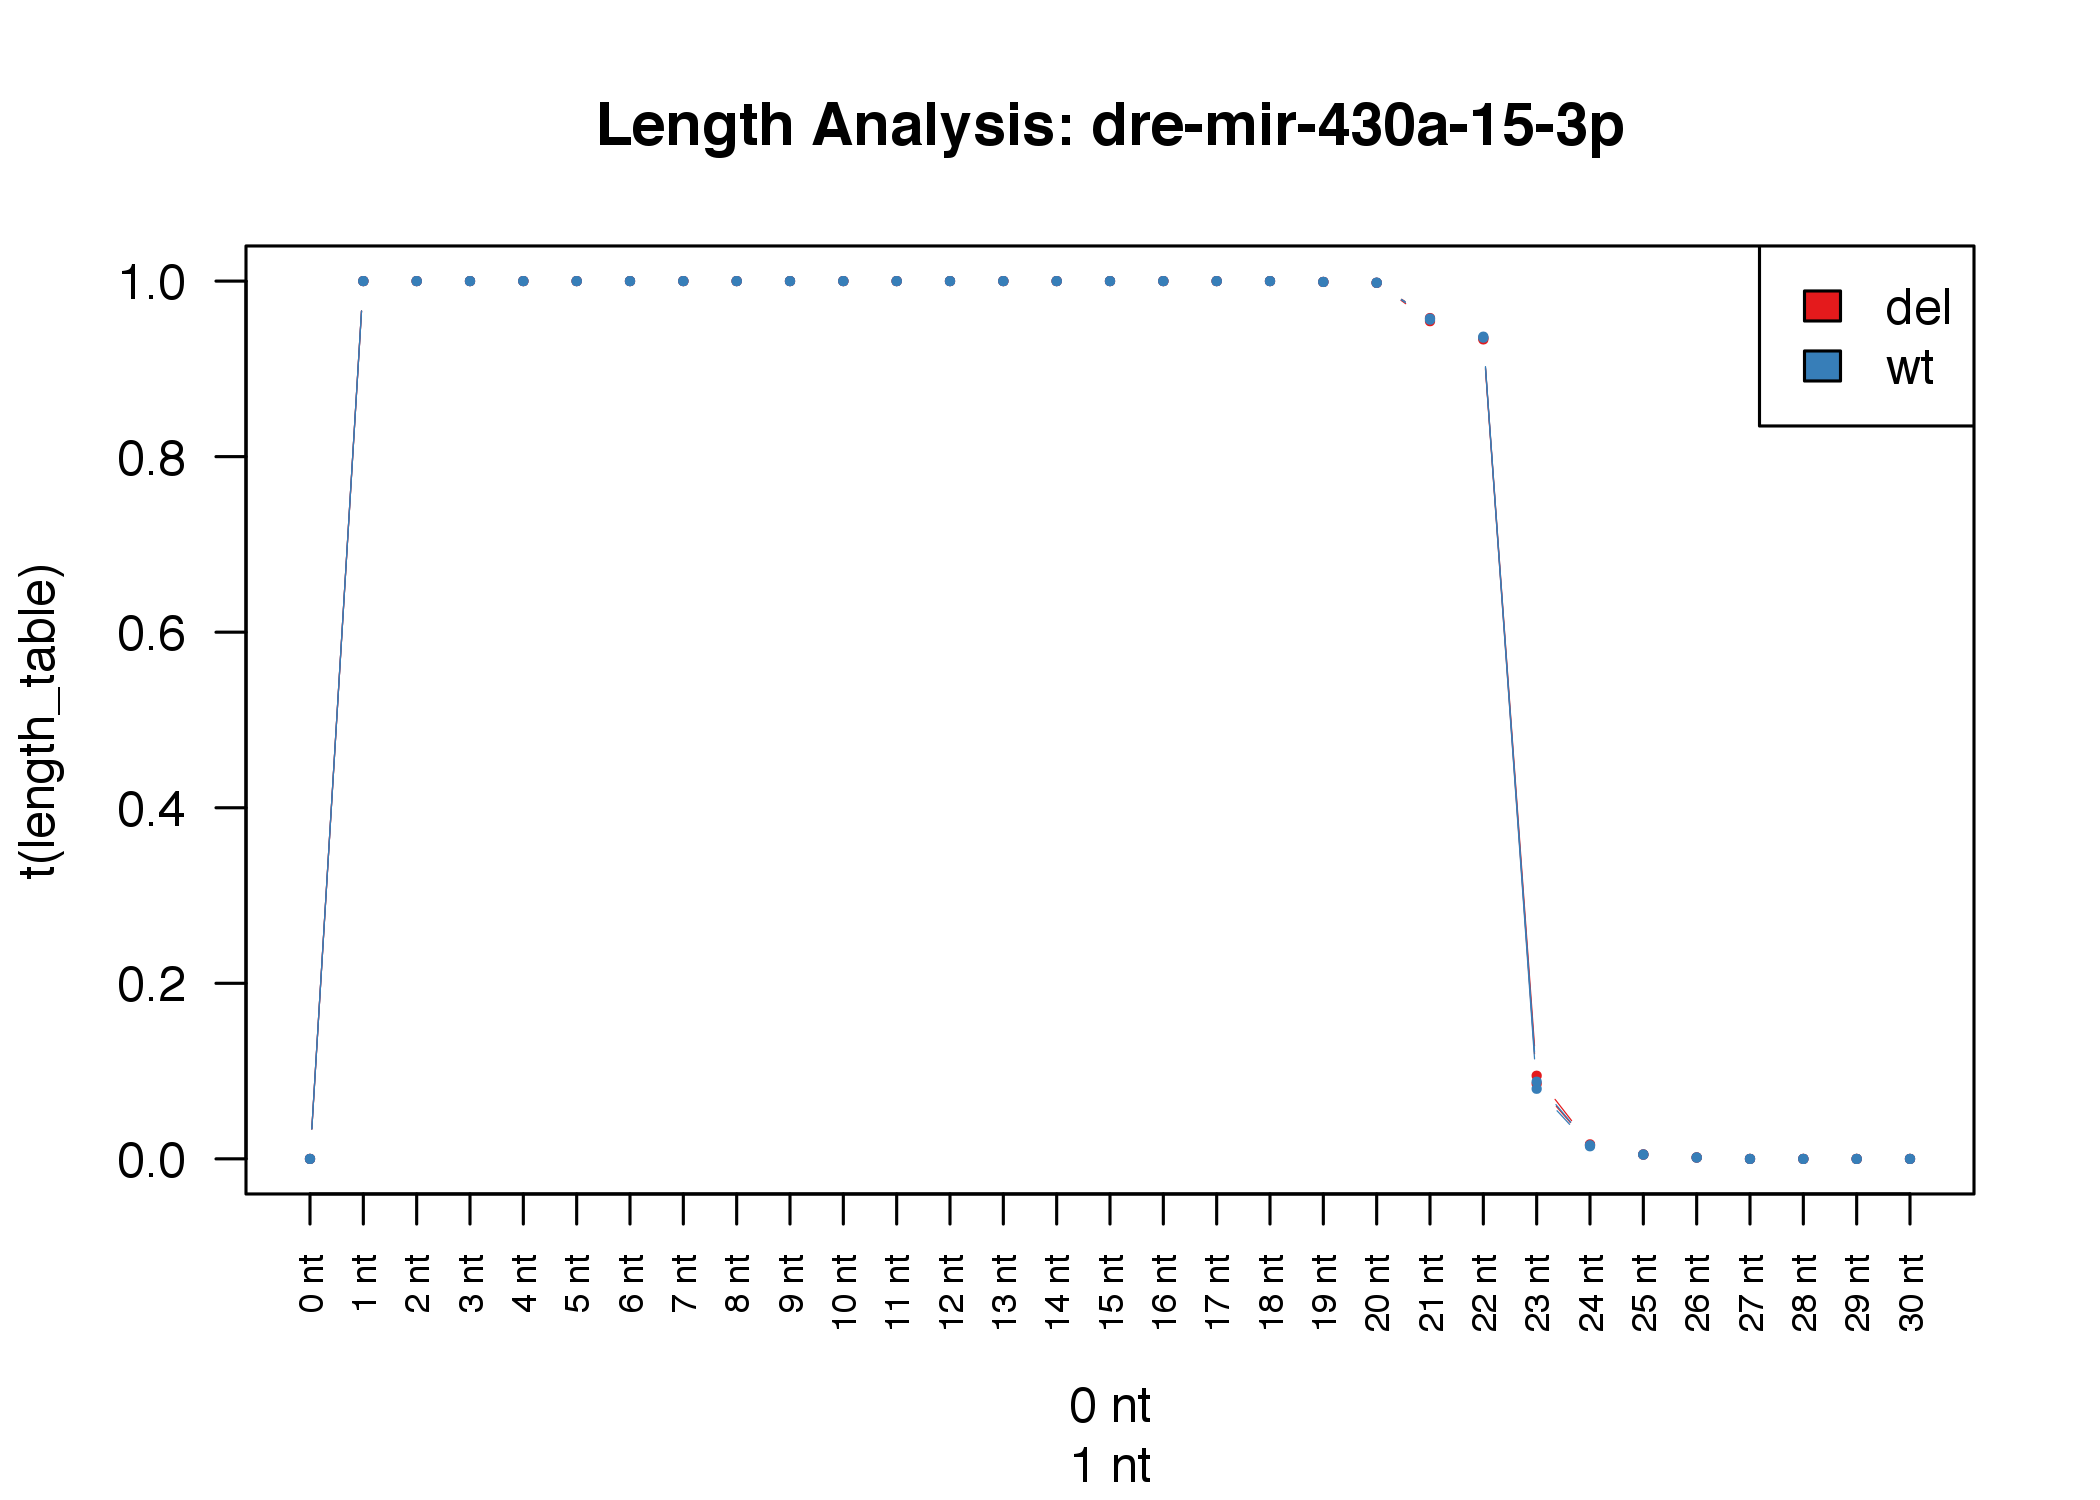 Length Analysis: dre-mir-430a-15-3p
del
wt
1.0
0.8
0.6
0.4
0.2
0.0
t(length_table)
0 nt
1 nt
2 nt
3 nt
4 nt
5 nt
6 nt
7 nt
8 nt
9 nt
10 nt
11 nt
12 nt
13 nt
14 nt
15 nt
16 nt
17 nt
18 nt
19 nt
20 nt
21 nt
22 nt
23 nt
24 nt
25 nt
26 nt
27 nt
28 nt
29 nt
30 nt
0 nt
1 nt